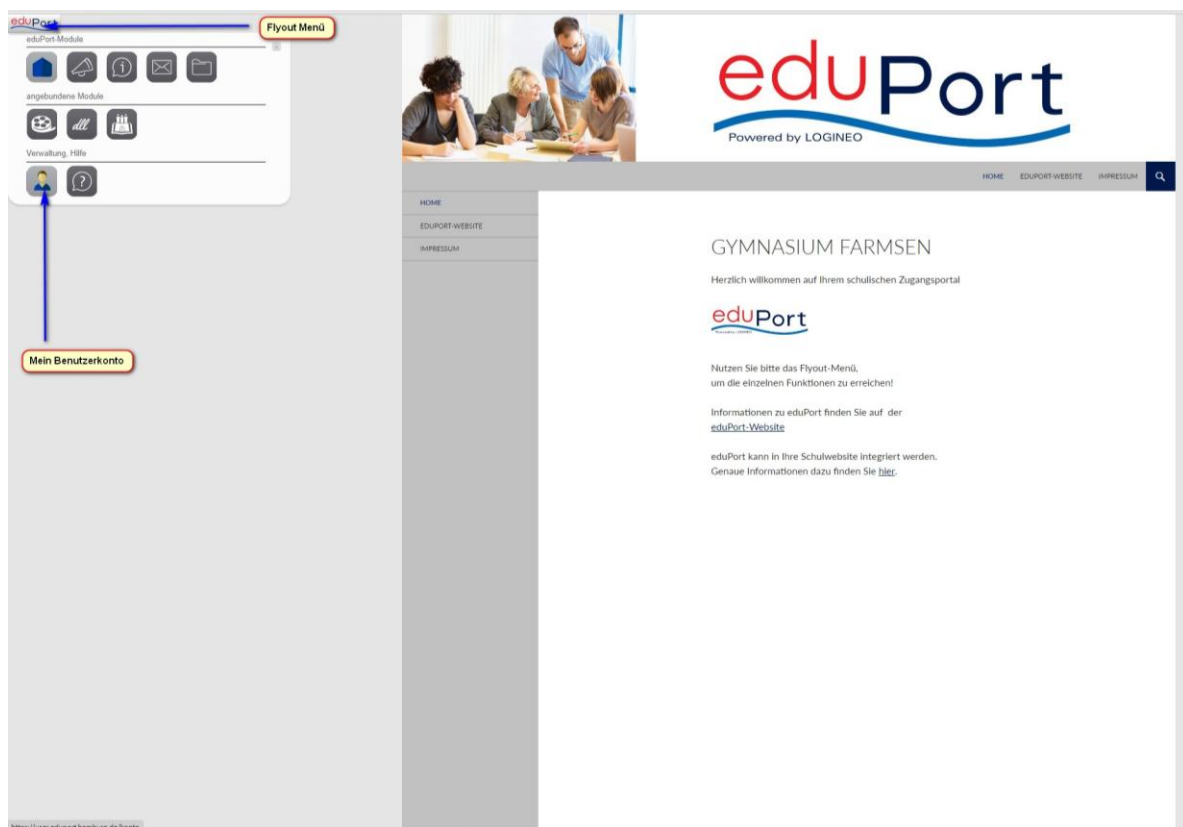 eduPort
Flyout Menü
eduPort-Module
angebundene Module
dll
Verwaltung, Hilfe
Mein Benutzerkonto
eduPort
Powered by LOGINEO
HOME EDUPORT-WEBSITE IMPRESSUM
HOME
EDUPORT-WEBSITE
IMPRESSUM
GYMNASIUM FARMSEN
Herzlich willkommen auf Ihrem schulischen Zugangsportal
eduPort
Nutzen Sie bitte das Flyout-Menü,
um die einzelnen Funktionen zu erreichen!
Informationen zu eduPort finden Sie auf der
eduPort-Website
eduPort kann in Ihre Schulwebsite integriert werden.
Genaue Informationen dazu finden Sie hier.